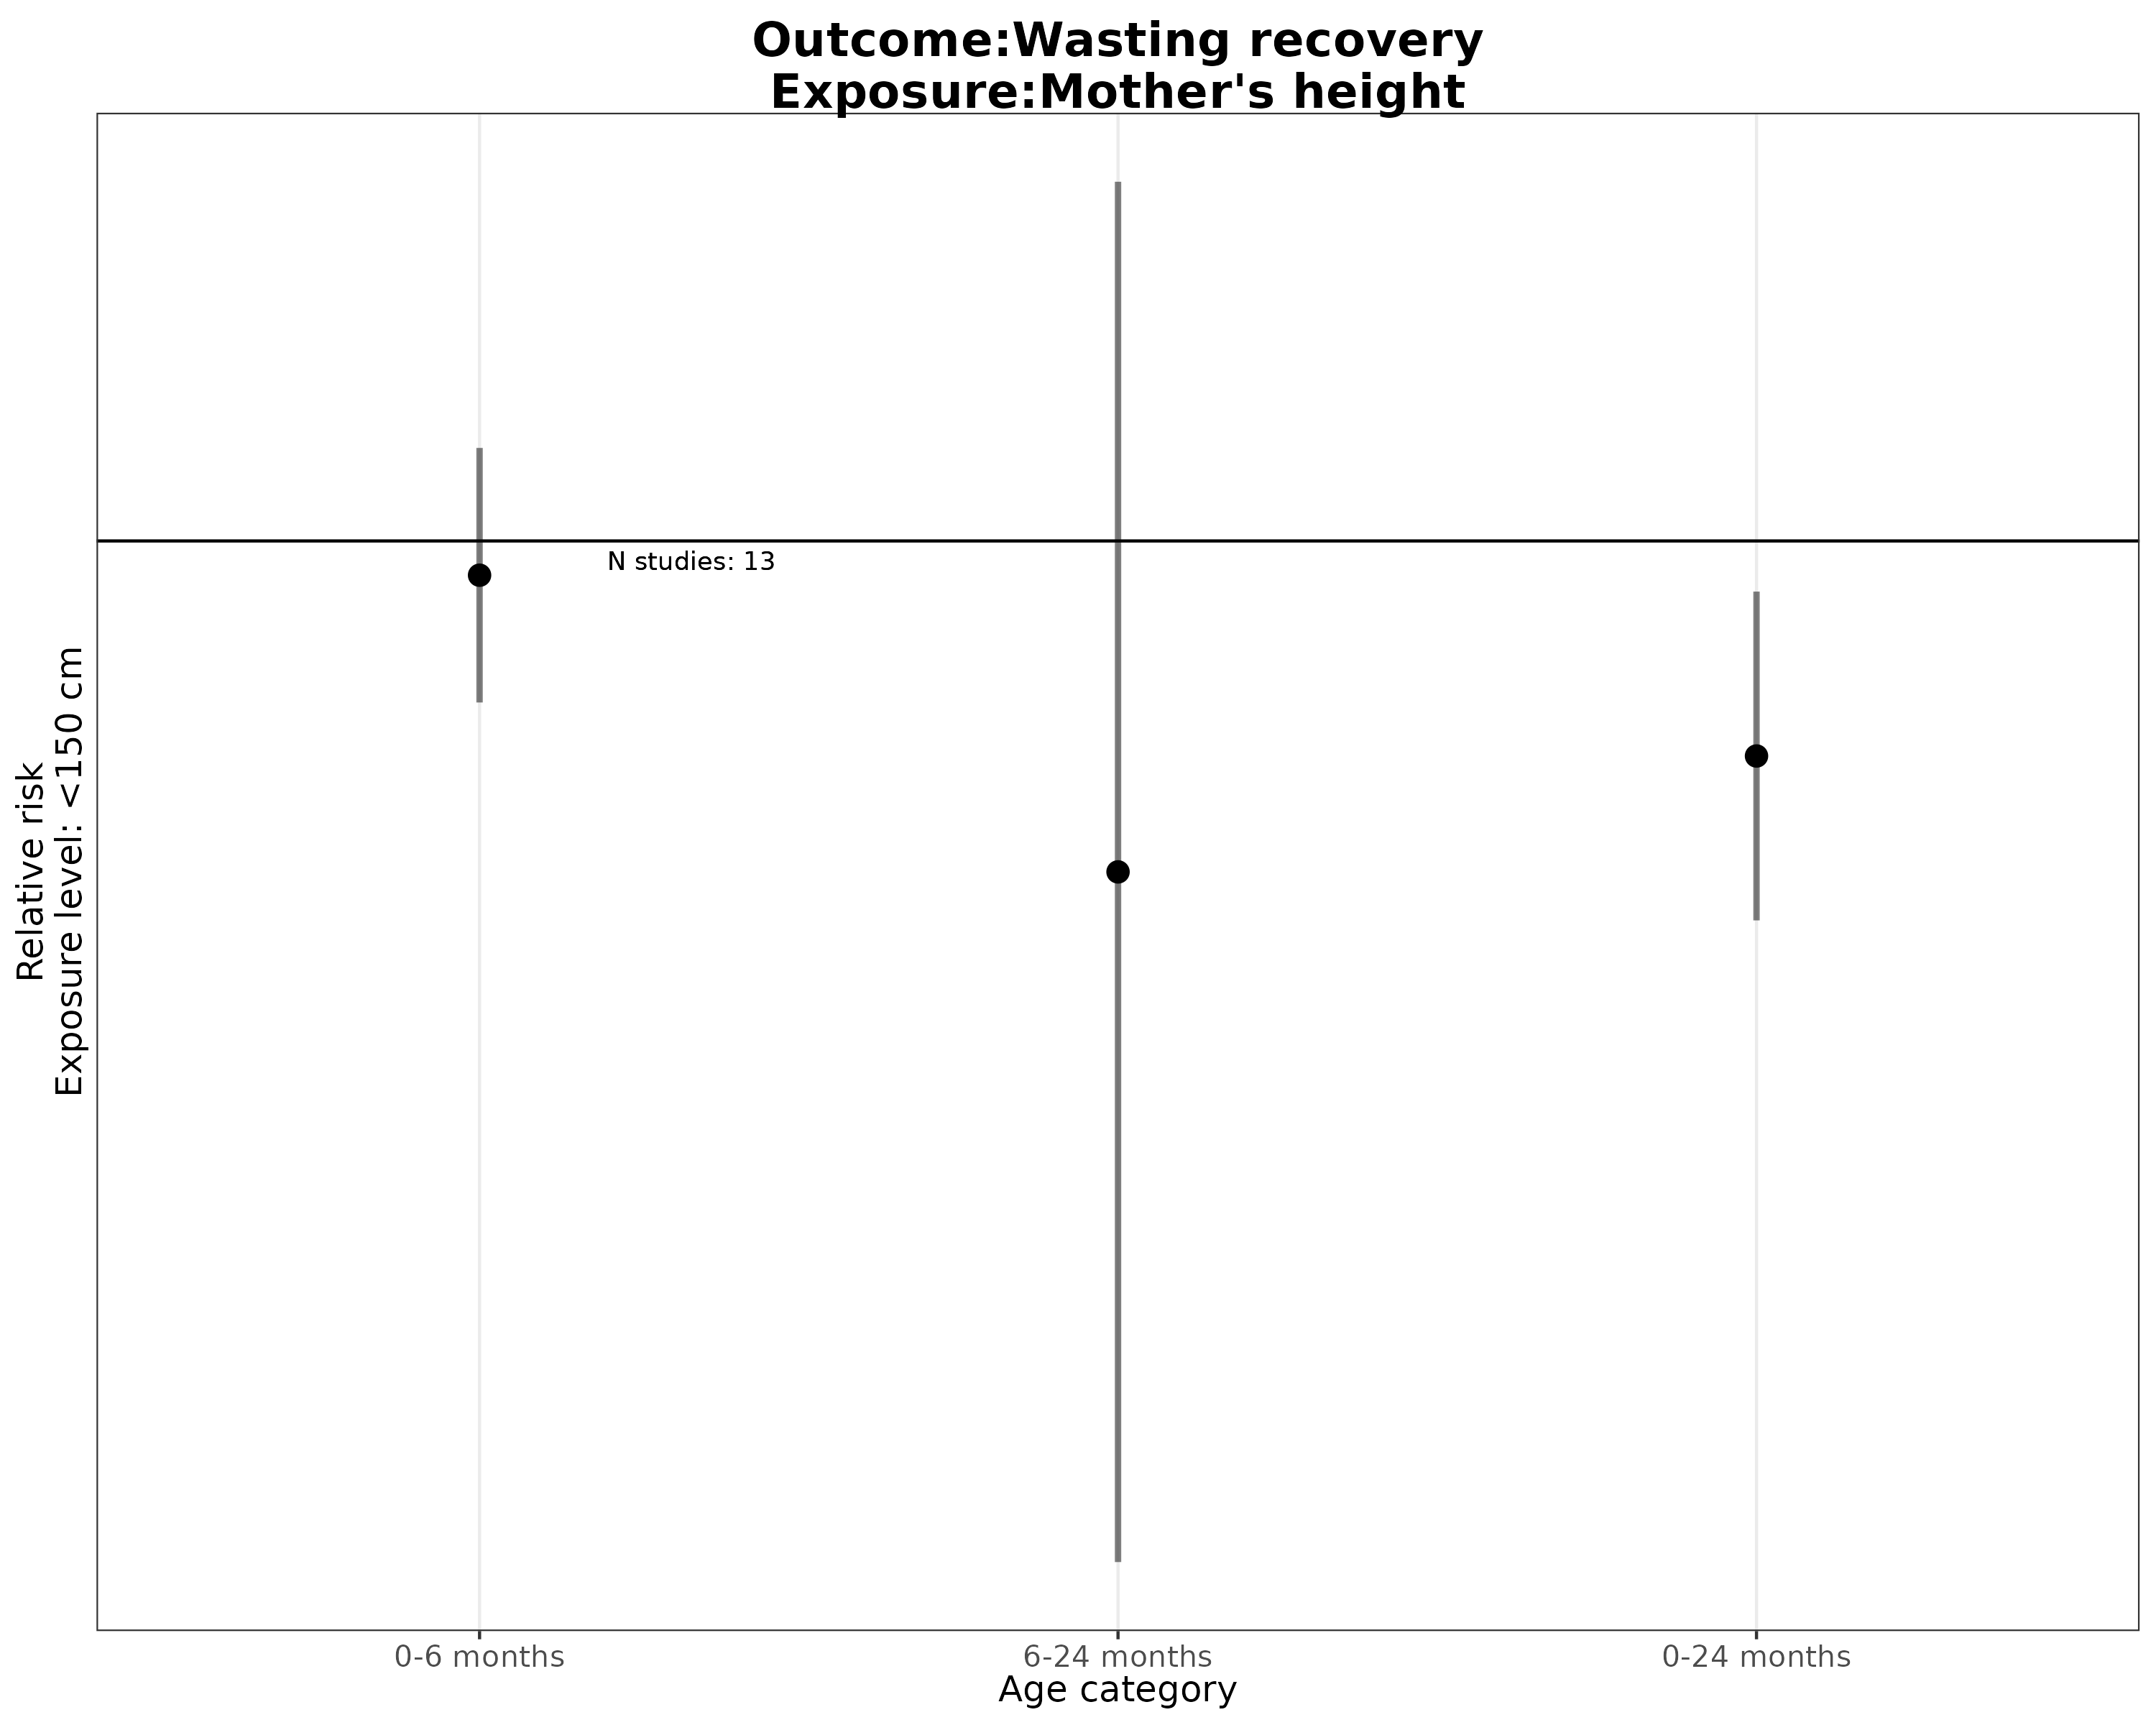 Outcome:Wasting recovery
Exposure:Mother's height
Relative risk
Exposure level: <150 cm
N studies: 13
0-6 months
6-24 months
0-24 months
Age category